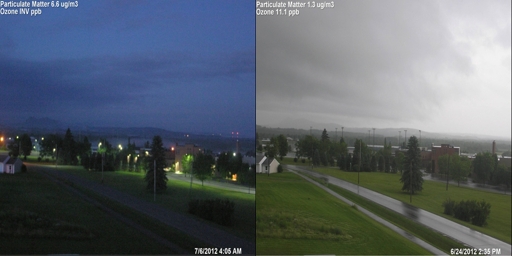 Particulate Matter 6.6 ug/m3
Ozone INV ppb
7/6/2012 4:05 AM
Particulate Matter 1.3 ug/m3
Ozone 11.1 ppb
6/24/2012 2:35 PM